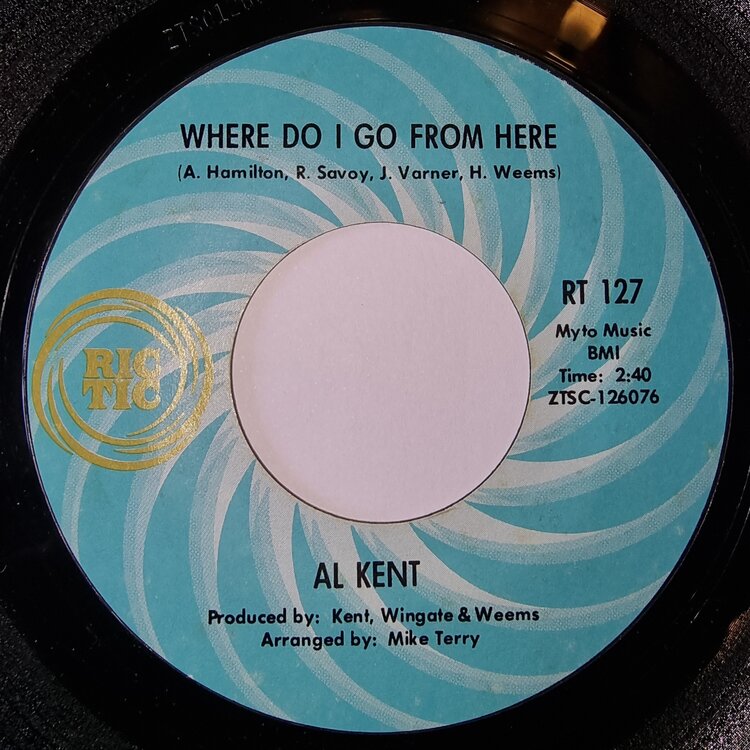 WHERE DO I GO FROM HERE
(A. Hamilton, R. Savoy, J. Varner, H. Weems)
RT 127
Myto Music
BMI
Time: 2:40
ZTSC-126076
RIC
TIC
AL KENT
Produced by: Kent, Wingate & Weems
Arranged by: Mike Terry